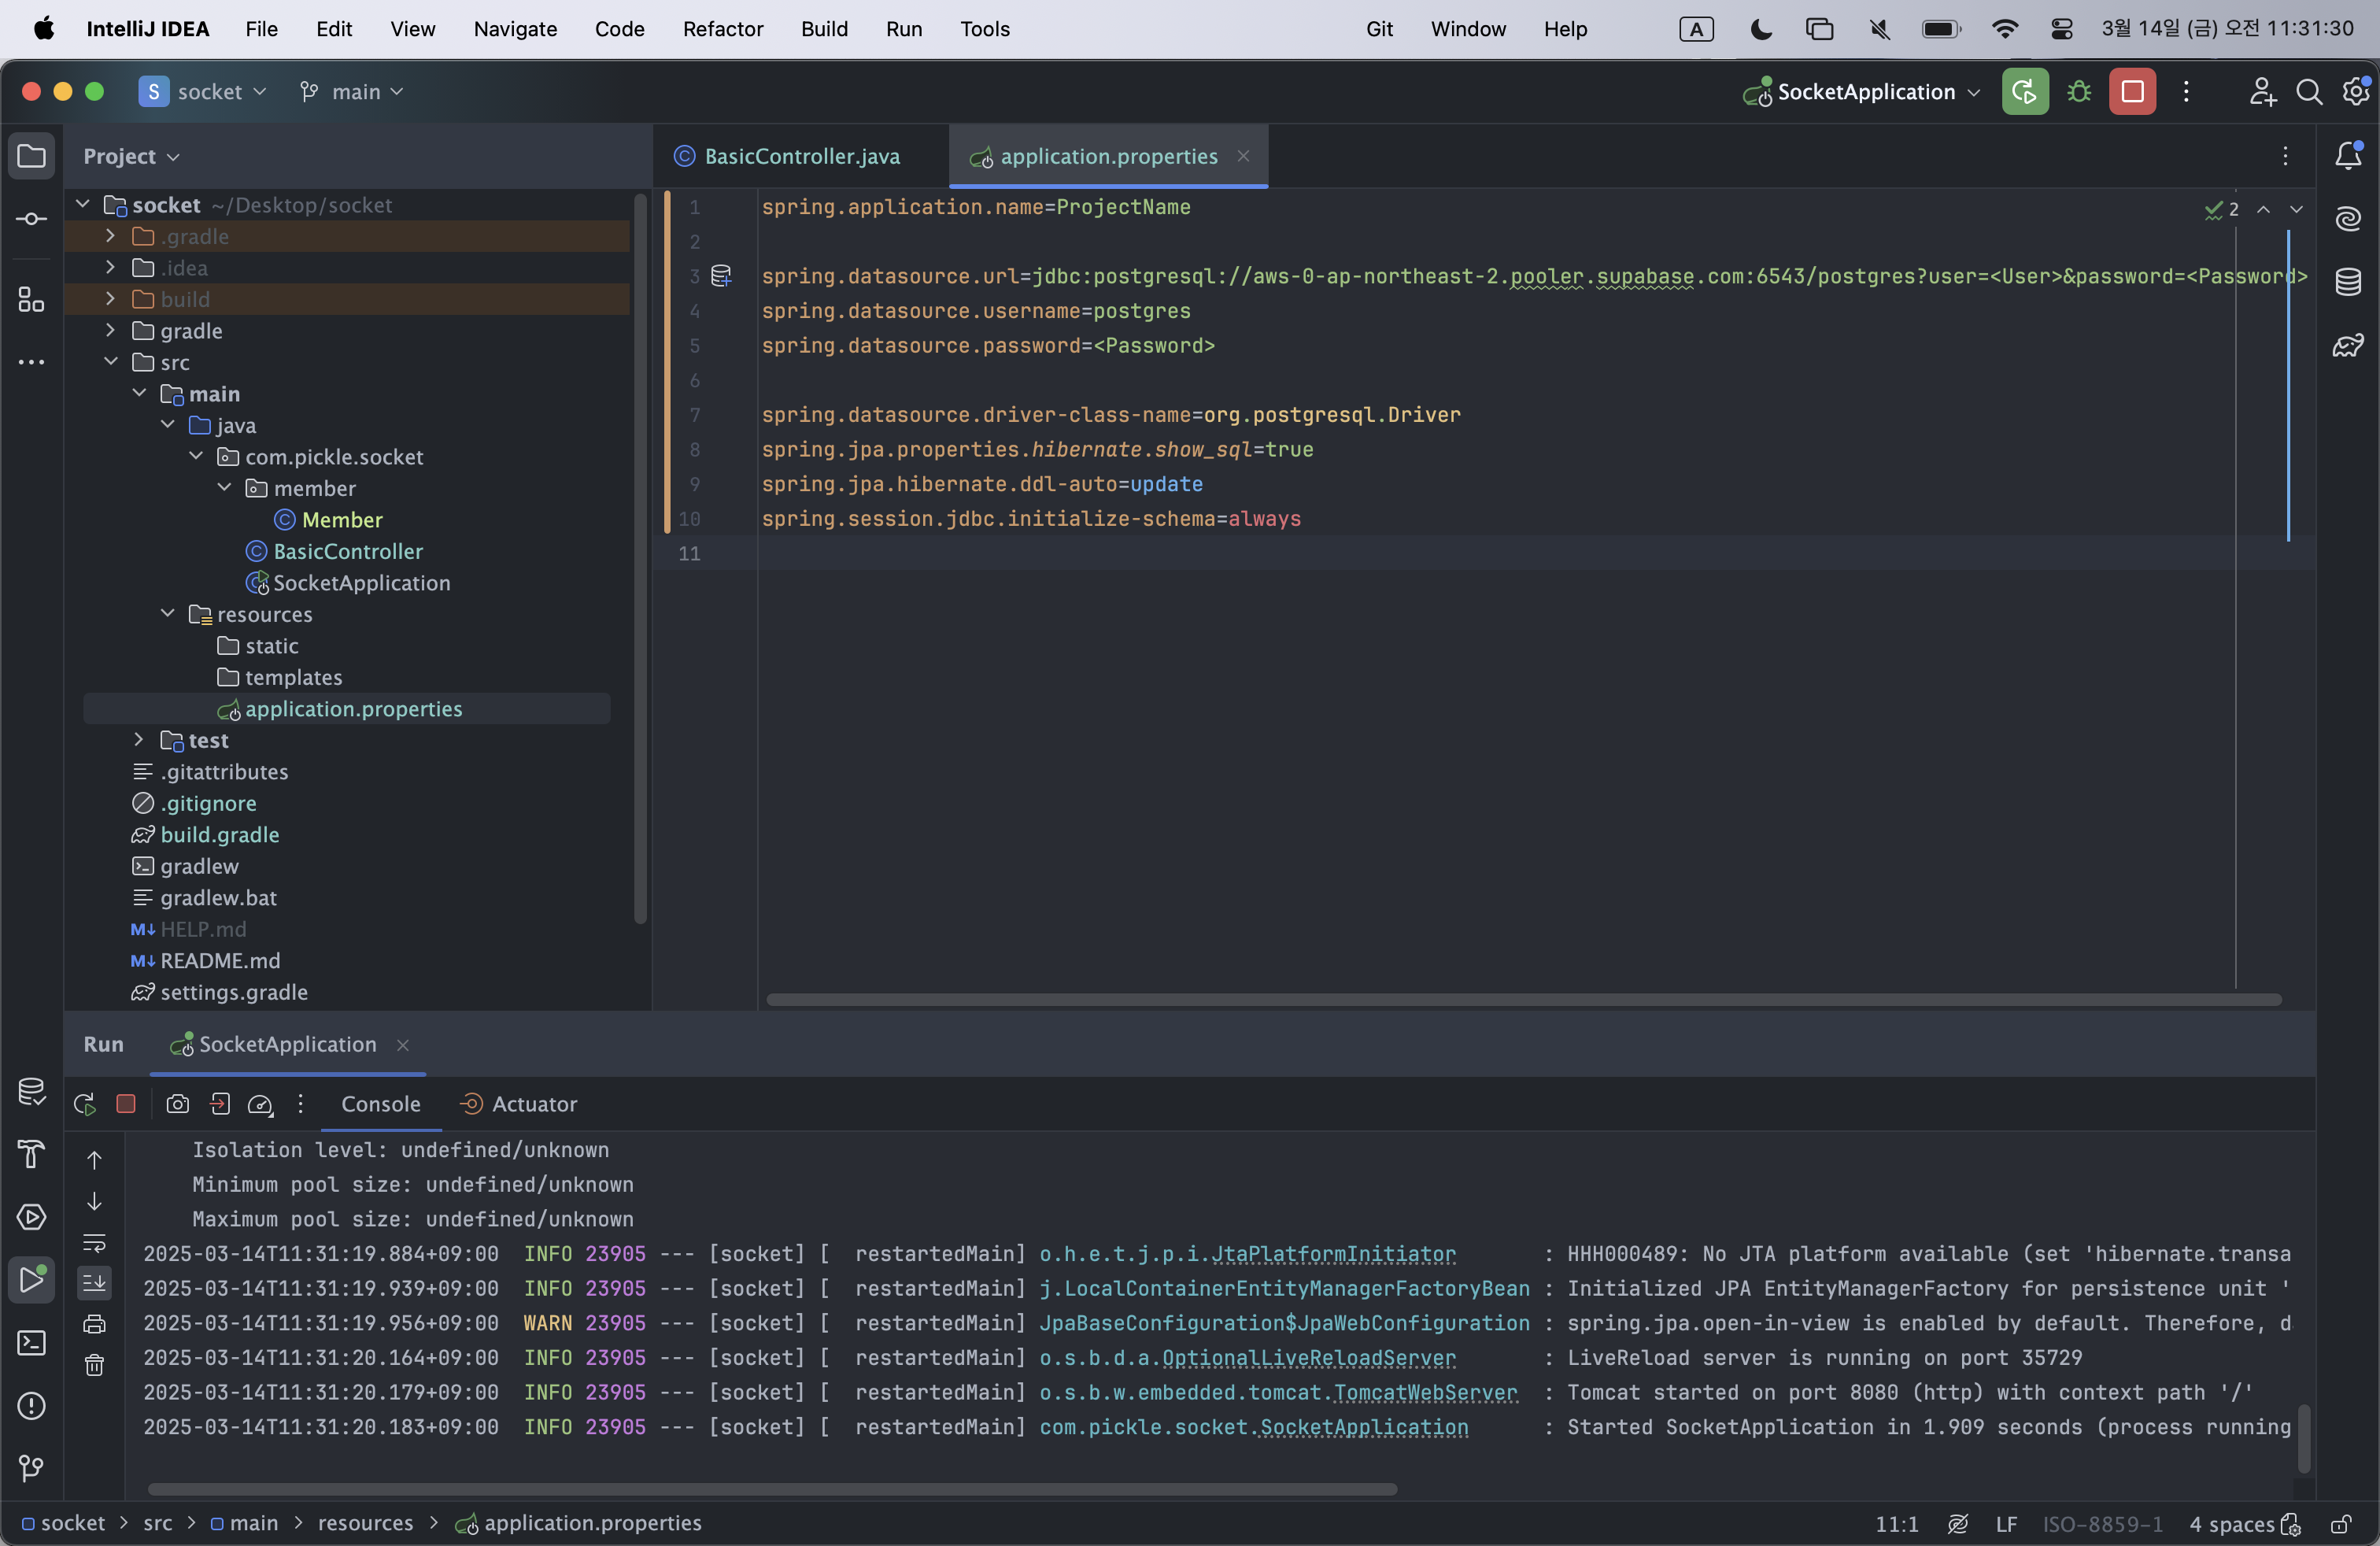 IntelliJ IDEA File Edit View Navigate Code Refactor Build Run Tools Git Window Help A 3월 14일 (금) 오전 11:31:30
S socket main SocketApplication
Project
BasicController.java application.properties
socket ~/Desktop/socket
.gradle
.idea
build
gradle
src
main
java
com.pickle.socket
member
Member
BasicController
SocketApplication
resources
static
templates
application.properties
test
.gitattributes
.gitignore
build.gradle
gradlew
gradlew.bat
HELP.md
README.md
settings.gradle
1 spring.application.name=ProjectName
2
3 spring.datasource.url=jdbc:postgresql://aws-0-ap-northeast-2.pooler.supabase.com:6543/postgres?user=<User>&password=<Password>
4 spring.datasource.username=postgres
5 spring.datasource.password=<Password>
6
7 spring.datasource.driver-class-name=org.postgresql.Driver
8 spring.jpa.properties.hibernate.show_sql=true
9 spring.jpa.hibernate.ddl-auto=update
10 spring.session.jdbc.initialize-schema=always
11
2
Run SocketApplication
Console Actuator
Isolation level: undefined/unknown
Minimum pool size: undefined/unknown
Maximum pool size: undefined/unknown
2025-03-14T11:31:19.884+09:00 INFO 23905 --- [socket] [ restartedMain] o.h.e.t.j.p.i.JtaPlatformInitiator : HHH000489: No JTA platform available (set 'hibernate.transa
2025-03-14T11:31:19.939+09:00 INFO 23905 --- [socket] [ restartedMain] j.LocalContainerEntityManagerFactoryBean : Initialized JPA EntityManagerFactory for persistence unit '
2025-03-14T11:31:19.956+09:00 WARN 23905 --- [socket] [ restartedMain] JpaBaseConfiguration$JpaWebConfiguration : spring.jpa.open-in-view is enabled by default. Therefore, d
2025-03-14T11:31:20.164+09:00 INFO 23905 --- [socket] [ restartedMain] o.s.b.d.a.OptionalLiveReloadServer : LiveReload server is running on port 35729
2025-03-14T11:31:20.179+09:00 INFO 23905 --- [socket] [ restartedMain] o.s.b.w.embedded.tomcat.TomcatWebServer : Tomcat started on port 8080 (http) with context path '/'
2025-03-14T11:31:20.183+09:00 INFO 23905 --- [socket] [ restartedMain] com.pickle.socket.SocketApplication : Started SocketApplication in 1.909 seconds (process running
socket > src > main > resources > application.properties 11:1 LF ISO-8859-1 4 spaces